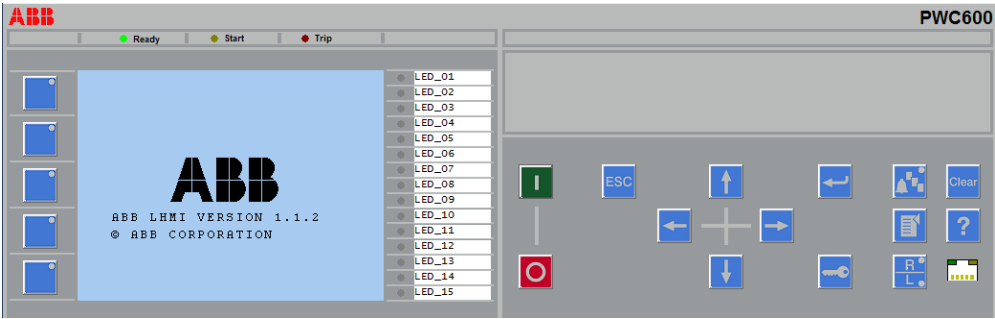 ABB
PWC600
Ready
Start
Trip
LED_01
LED_02
LED_03
LED_04
LED_05
LED_06
LED_07
LED_08
LED_09
LED_10
LED_11
LED_12
LED_13
LED_14
LED_15
ABB
ABB LHMI VERSION 1.1.2
© ABB CORPORATION
I
ESC
Clear
?
O
R
L